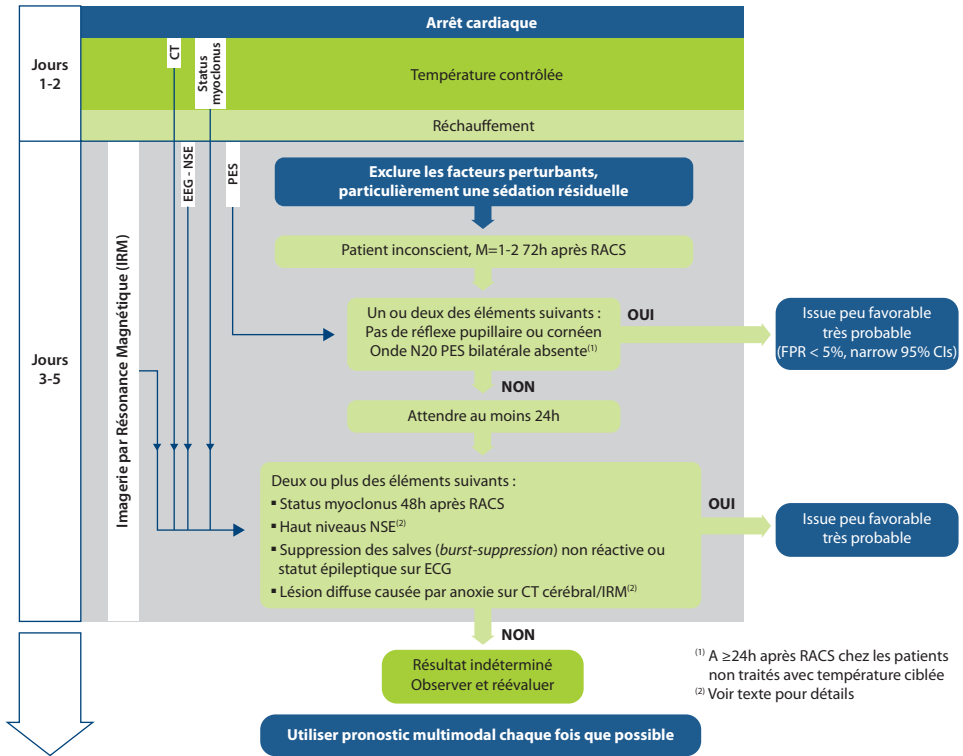 Arrêt cardiaque
Jours
1-2
CT
Status
myoclonus
Température contrôlée
Réchauffement
Jours
3-5
Imagerie par Résonance Magnétique (IRM)
EEG - NSE
PES
Exclure les facteurs perturbants,
particulièrement une sédation résiduelle
Patient inconscient, M=1-2 72h après RACS
Un ou deux des éléments suivants :
Pas de réflexe pupillaire ou cornéen
Onde N20 PES bilatérale absente(1)
OUI
Issue peu favorable
très probable
(FPR < 5%, narrow 95% CIs)
NON
Attendre au moins 24h
Deux ou plus des éléments suivants :
▪ Status myoclonus 48h après RACS
▪ Haut niveaus NSE(2)
▪ Suppression des salves (burst-suppression) non réactive ou
statut épileptique sur ECG
▪ Lésion diffuse causée par anoxie sur CT cérébral/IRM(2)
OUI
Issue peu favorable
très probable
NON
Résultat indéterminé
Observer et réévaluer
(1) A ≥24h après RACS chez les patients
non traités avec température ciblée
(2) Voir texte pour détails
Utiliser pronostic multimodal chaque fois que possible